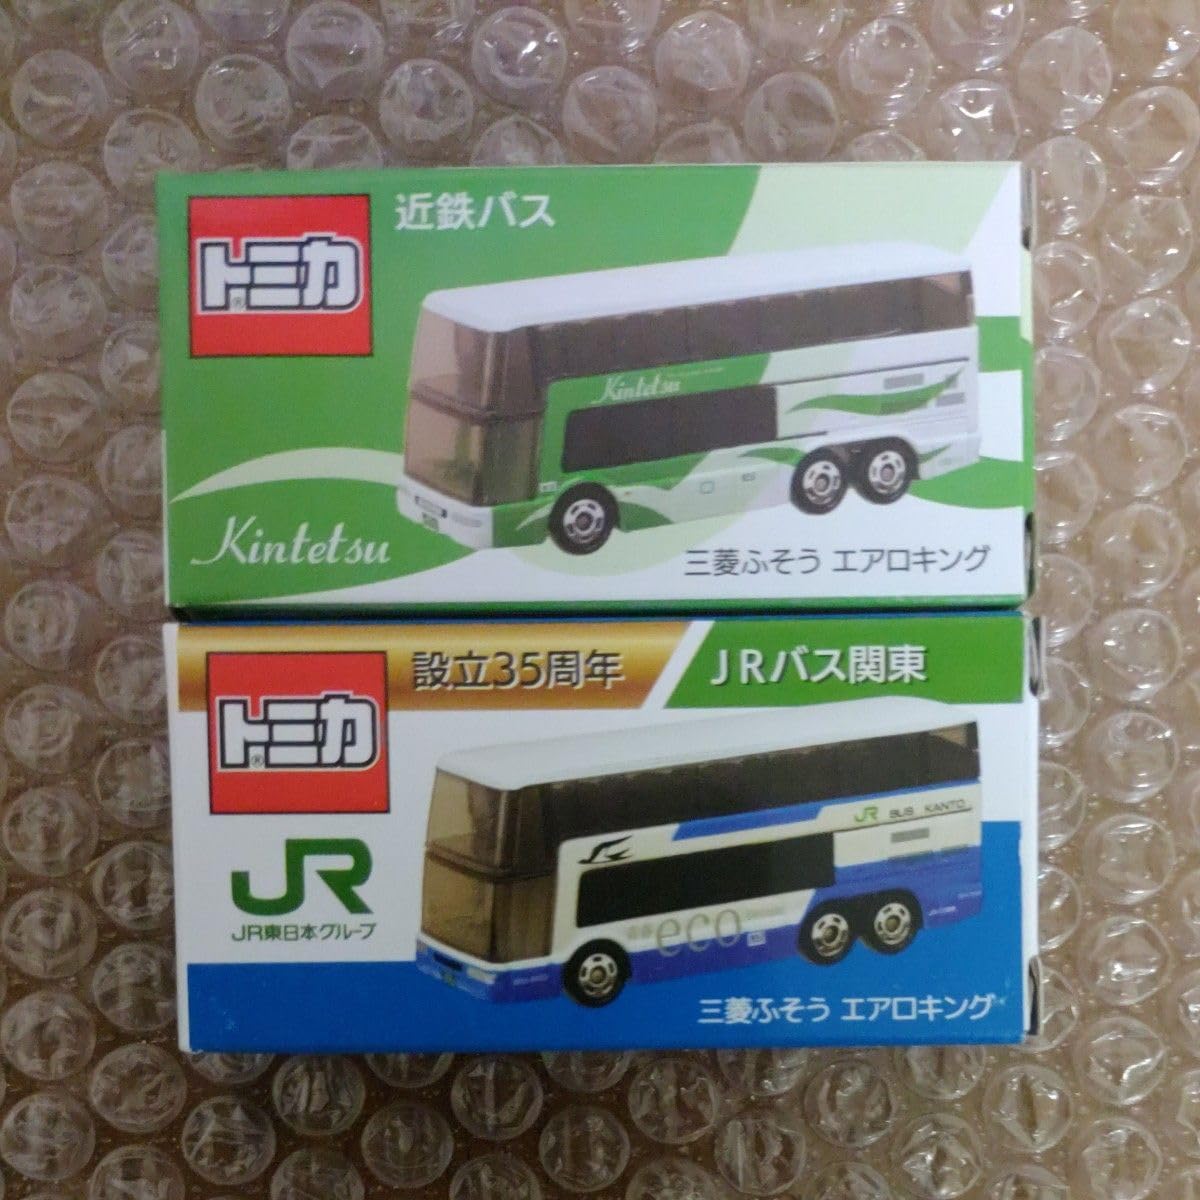 トミカ®
近鉄バス
Kintetsu
Kintetsu
三菱ふそう エアロキング
設立35周年
JRバス関東
トミカ®
JR
JR東日本グループ
JR BUS KANTO
eco
三菱ふそう エアロキング